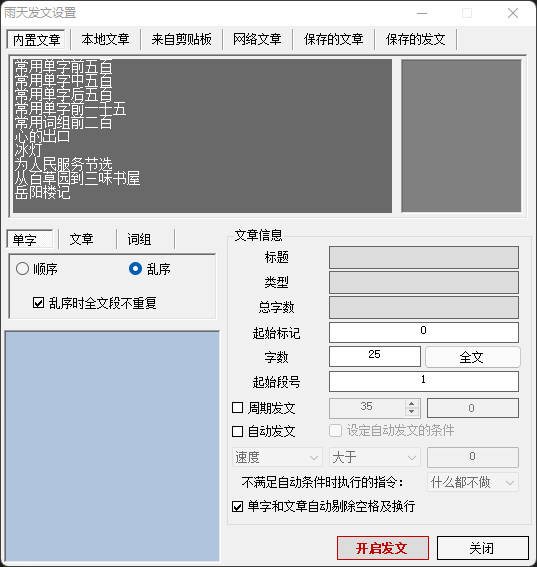 雨天发文设置
内置文章 本地文章 来自剪贴板 网络文章 保存的文章 保存的发文
常用单字前五百
常用单字中五百
常用单字后五百
常用单字前一千五
常用词组前二百
心的出口
冰灯
为人民服务节选
从百草园到三味书屋
岳阳楼记
单字 文章 词组
顺序 乱序
乱序时全文段不重复
文章信息
标题
类型
总字数
起始标记 0
字数 25 全文
起始段号 1
周期发文 35 0
自动发文 设定自动发文的条件
速度 大于 0
不满足自动条件时执行的指令： 什么都不做
单字和文章自动剔除空格及换行
开启发文 关闭